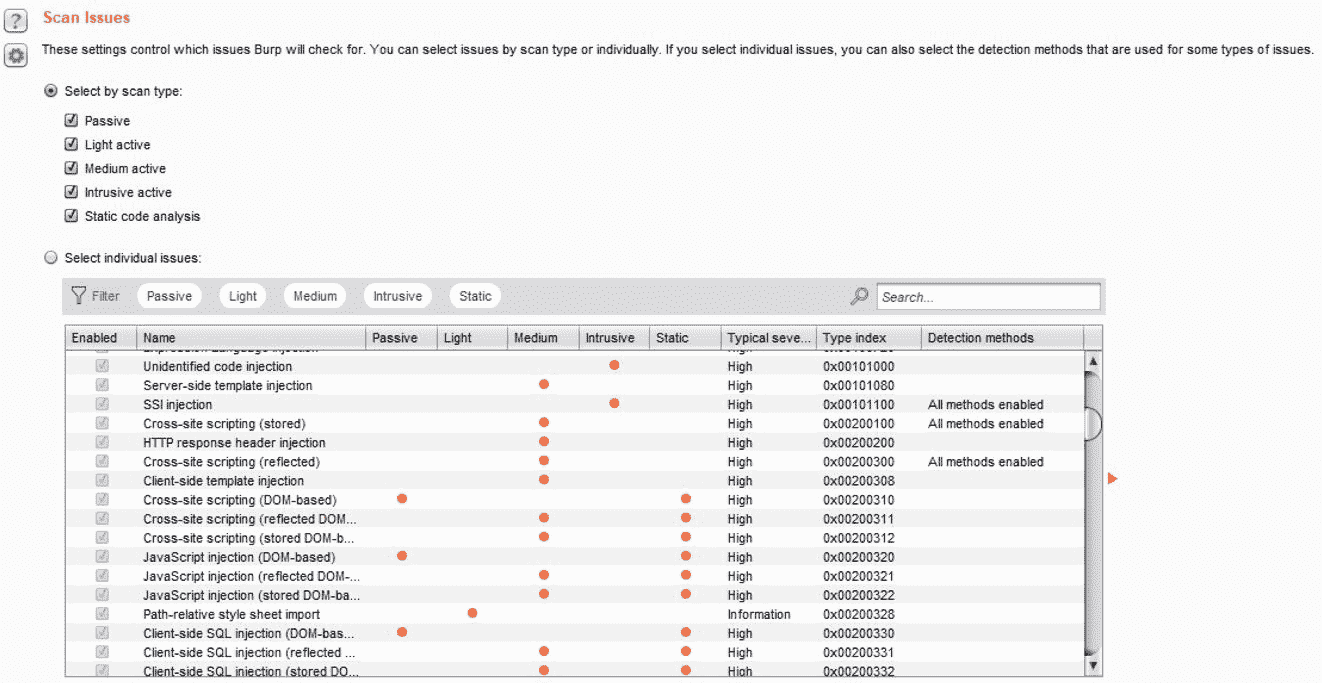 Scan Issues
These settings control which issues Burp will check for. You can select issues by scan type or individually. If you select individual issues, you can also select the detection methods that are used for some types of issues.
Select by scan type:
Passive
Light active
Medium active
Intrusive active
Static code analysis
Select individual issues:
Filter Passive Light Medium Intrusive Static Search...
Enabled Name Passive Light Medium Intrusive Static Typical seve... Type index Detection methods
Expression Language injection High
Unidentified code injection High 0x00101000
Server-side template injection High 0x00101080
SSI injection High 0x00101100 All methods enabled
Cross-site scripting (stored) High 0x00200100 All methods enabled
HTTP response header injection High 0x00200200
Cross-site scripting (reflected) High 0x00200300 All methods enabled
Client-side template injection High 0x00200308
Cross-site scripting (DOM-based) High 0x00200310
Cross-site scripting (reflected DOM... High 0x00200311
Cross-site scripting (stored DOM-b... High 0x00200312
JavaScript injection (DOM-based) High 0x00200320
JavaScript injection (reflected DOM-... High 0x00200321
JavaScript injection (stored DOM-ba... High 0x00200322
Path-relative style sheet import Information 0x00200328
Client-side SQL injection (DOM-bas... High 0x00200330
Client-side SQL injection (reflected ... High 0x00200331
Client-side SQL injection (stored DO... High 0x00200332